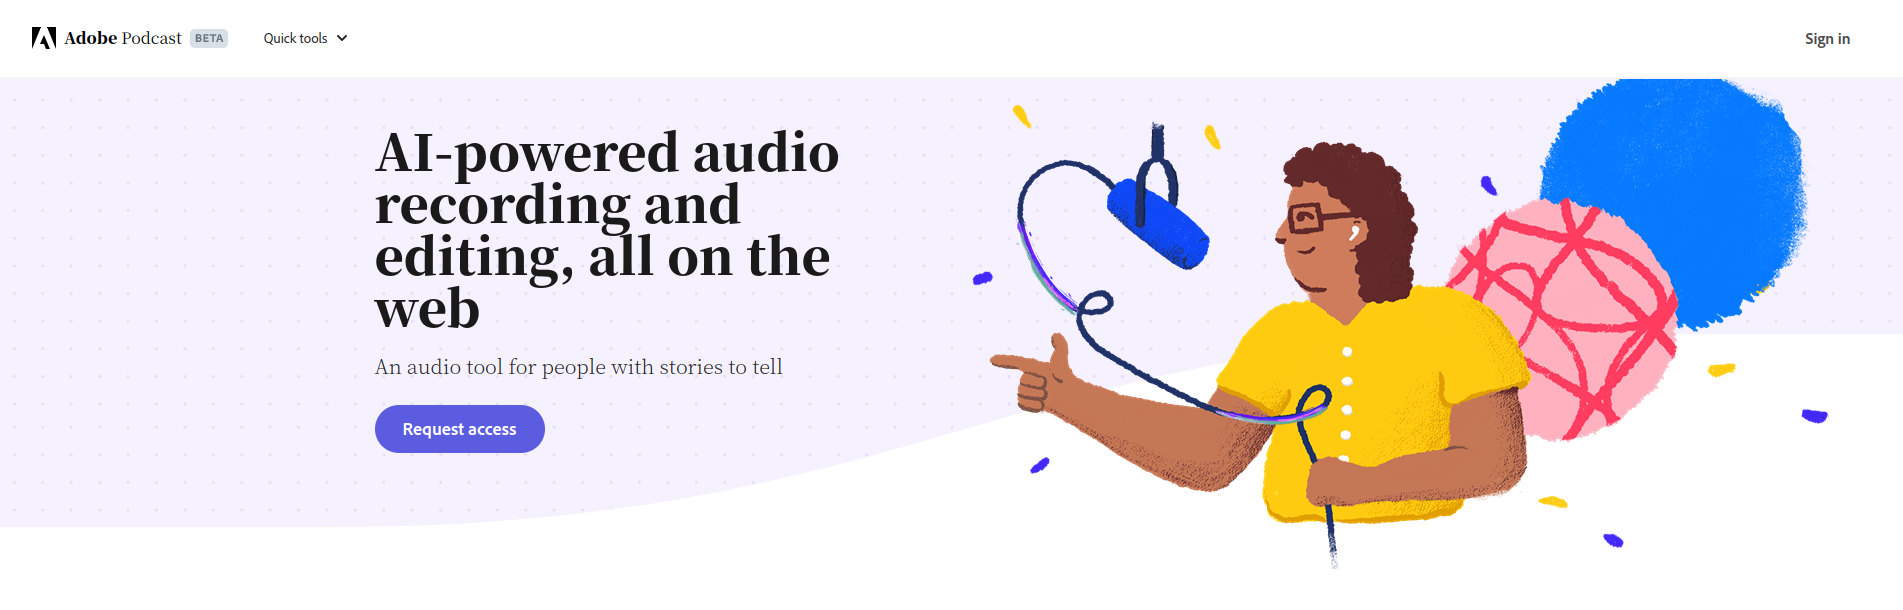 Adobe Podcast BETA
Quick tools
Sign in
AI-powered audio
recording and
editing, all on the
web
An audio tool for people with stories to tell
Request access